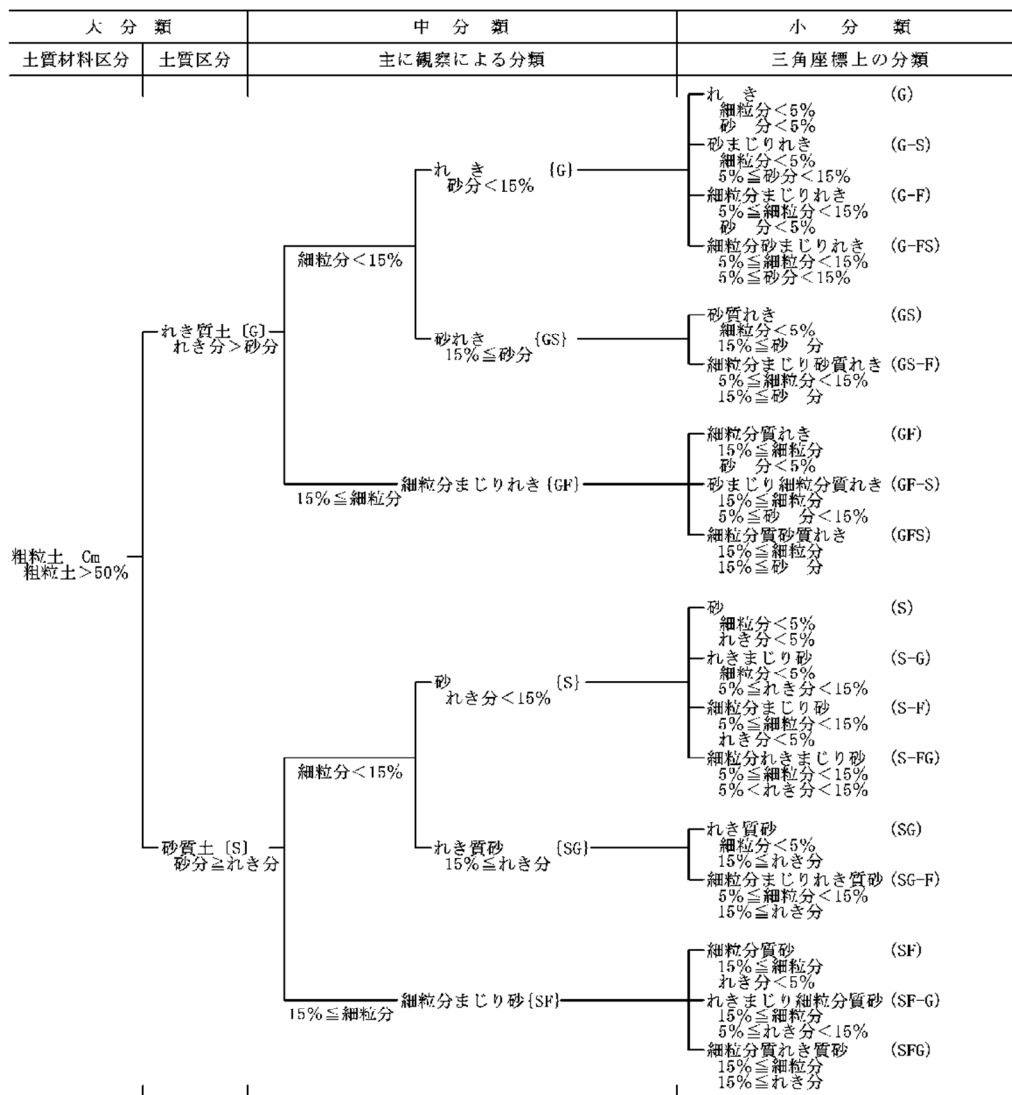 大 分 類
中 分 類
小 分 類
土質材料区分
土質区分
主に観察による分類
三角座標上の分類
粗粒土 Cm
粗粒土>50%
れき質土〔G〕
れき分>砂分
細粒分<15%
れ き {G}
砂分<15%
れ き (G)
細粒分<5%
砂 分<5%
砂まじりれき (G-S)
細粒分<5%
5%≦砂分<15%
細粒分まじりれき (G-F)
5%≦細粒分<15%
砂 分<5%
細粒分砂まじりれき (G-FS)
5%≦細粒分<15%
5%≦砂分<15%
砂れき {GS}
15%≦砂分
砂質れき (GS)
細粒分<5%
15%≦砂 分
細粒分まじり砂質れき (GS-F)
5%≦細粒分<15%
15%≦砂 分
15%≦細粒分
細粒分まじりれき{GF}
細粒分質れき (GF)
15%≦細粒分
砂 分<5%
砂まじり細粒分質れき (GF-S)
15%≦細粒分
5%≦砂 分<15%
細粒分質砂質れき (GFS)
15%≦細粒分
15%≦砂 分
砂質土〔S〕
砂分≧れき分
細粒分<15%
砂 {S}
れき分<15%
砂 (S)
細粒分<5%
れき分<5%
れきまじり砂 (S-G)
細粒分<5%
5%≦れき分<15%
細粒分まじり砂 (S-F)
5%≦細粒分<15%
れき分<5%
細粒分れきまじり砂 (S-FG)
5%≦細粒分<15%
5%<れき分<15%
れき質砂 {SG}
15%≦れき分
れき質砂 (SG)
細粒分<5%
15%≦れき分
細粒分まじりれき質砂 (SG-F)
5%≦細粒分<15%
15%≦れき分
15%≦細粒分
細粒分まじり砂{SF}
細粒分質砂 (SF)
15%≦細粒分
れき分<5%
れきまじり細粒分質砂 (SF-G)
15%≦細粒分
5%≦れき分<15%
細粒分質れき質砂 (SFG)
15%≦細粒分
15%≦れき分